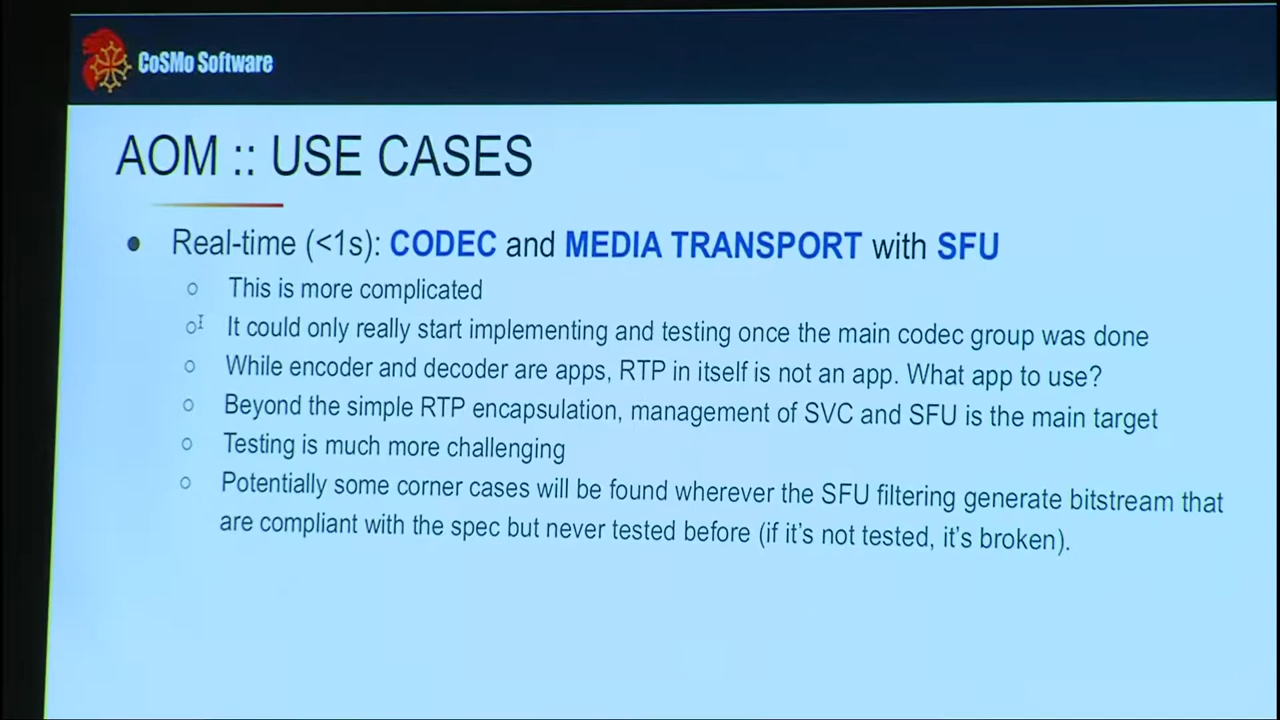 CoSMo Software
AOM :: USE CASES
● Real-time (<1s): CODEC and MEDIA TRANSPORT with SFU
○ This is more complicated
○ It could only really start implementing and testing once the main codec group was done
○ While encoder and decoder are apps, RTP in itself is not an app. What app to use?
○ Beyond the simple RTP encapsulation, management of SVC and SFU is the main target
○ Testing is much more challenging
○ Potentially some corner cases will be found wherever the SFU filtering generate bitstream that
are compliant with the spec but never tested before (if it's not tested, it's broken).